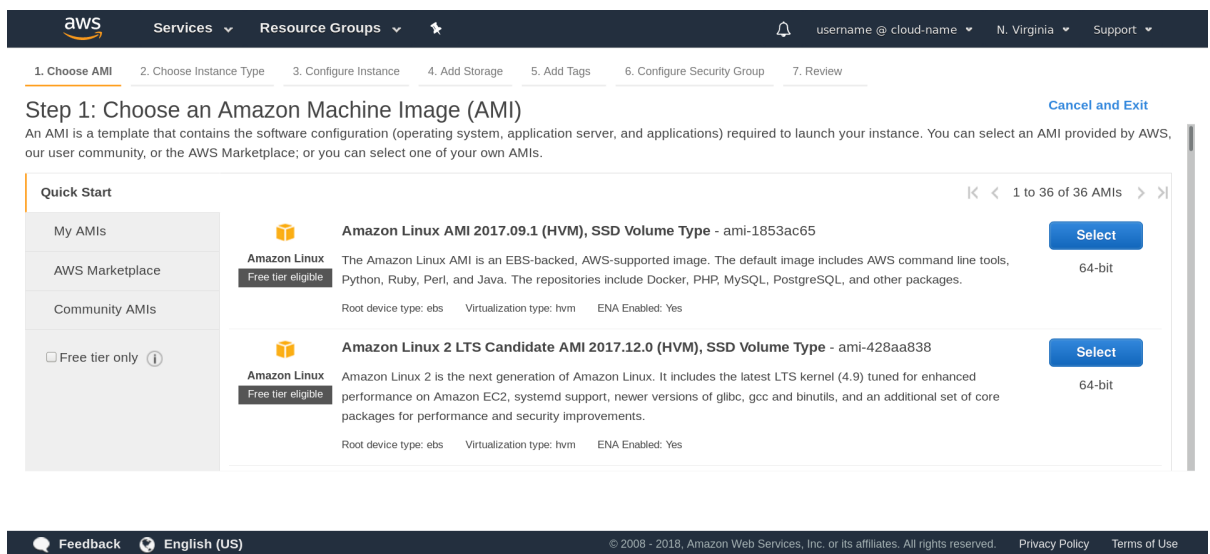 aws Services Resource Groups username @ cloud-name N. Virginia Support
1. Choose AMI 2. Choose Instance Type 3. Configure Instance 4. Add Storage 5. Add Tags 6. Configure Security Group 7. Review
Step 1: Choose an Amazon Machine Image (AMI)
Cancel and Exit
An AMI is a template that contains the software configuration (operating system, application server, and applications) required to launch your instance. You can select an AMI provided by AWS,
our user community, or the AWS Marketplace; or you can select one of your own AMIs.
Quick Start
1 to 36 of 36 AMIs
My AMIs
AWS Marketplace
Community AMIs
Free tier only
Amazon Linux
Free tier eligible
Amazon Linux AMI 2017.09.1 (HVM), SSD Volume Type - ami-1853ac65
The Amazon Linux AMI is an EBS-backed, AWS-supported image. The default image includes AWS command line tools,
Python, Ruby, Perl, and Java. The repositories include Docker, PHP, MySQL, PostgreSQL, and other packages.
Root device type: ebs Virtualization type: hvm ENA Enabled: Yes
Select
64-bit
Amazon Linux
Free tier eligible
Amazon Linux 2 LTS Candidate AMI 2017.12.0 (HVM), SSD Volume Type - ami-428aa838
Amazon Linux 2 is the next generation of Amazon Linux. It includes the latest LTS kernel (4.9) tuned for enhanced
performance on Amazon EC2, systemd support, newer versions of glibc, gcc and binutils, and an additional set of core
packages for performance and security improvements.
Root device type: ebs Virtualization type: hvm ENA Enabled: Yes
Select
64-bit
Feedback English (US) © 2008 - 2018, Amazon Web Services, Inc. or its affiliates. All rights reserved. Privacy Policy Terms of Use